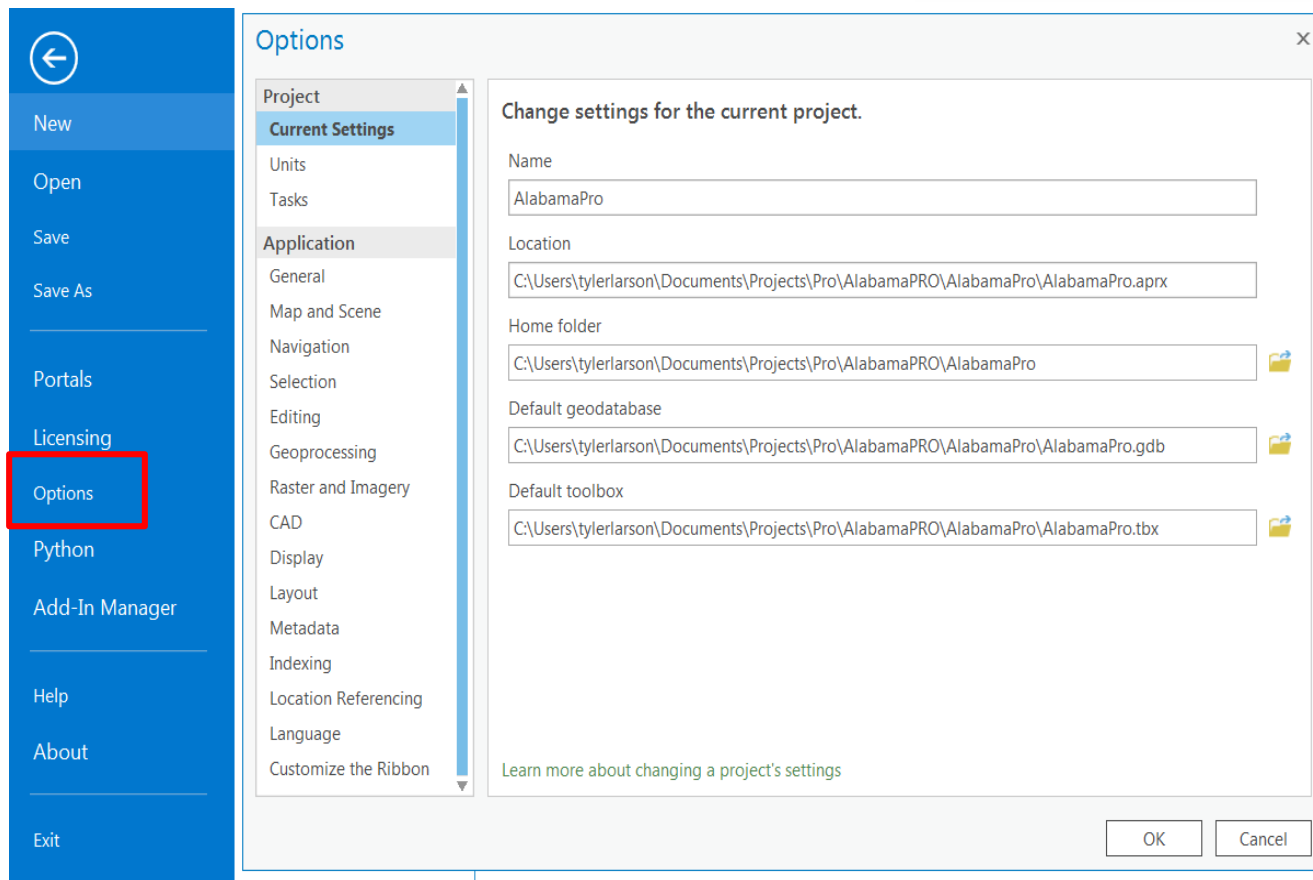 New
Open
Save
Save As
Portals
Licensing
Options
Python
Add-In Manager
Help
About
Exit
Options
Project
Current Settings
Units
Tasks
Application
General
Map and Scene
Navigation
Selection
Editing
Geoprocessing
Raster and Imagery
CAD
Display
Layout
Metadata
Indexing
Location Referencing
Language
Customize the Ribbon
Change settings for the current project.
Name
AlabamaPro
Location
C:\Users\tylerlarson\Documents\Projects\Pro\AlabamaPRO\AlabamaPro\AlabamaPro.aprx
Home folder
C:\Users\tylerlarson\Documents\Projects\Pro\AlabamaPRO\AlabamaPro
Default geodatabase
C:\Users\tylerlarson\Documents\Projects\Pro\AlabamaPRO\AlabamaPro\AlabamaPro.gdb
Default toolbox
C:\Users\tylerlarson\Documents\Projects\Pro\AlabamaPRO\AlabamaPro\AlabamaPro.tbx
Learn more about changing a project's settings
OK
Cancel